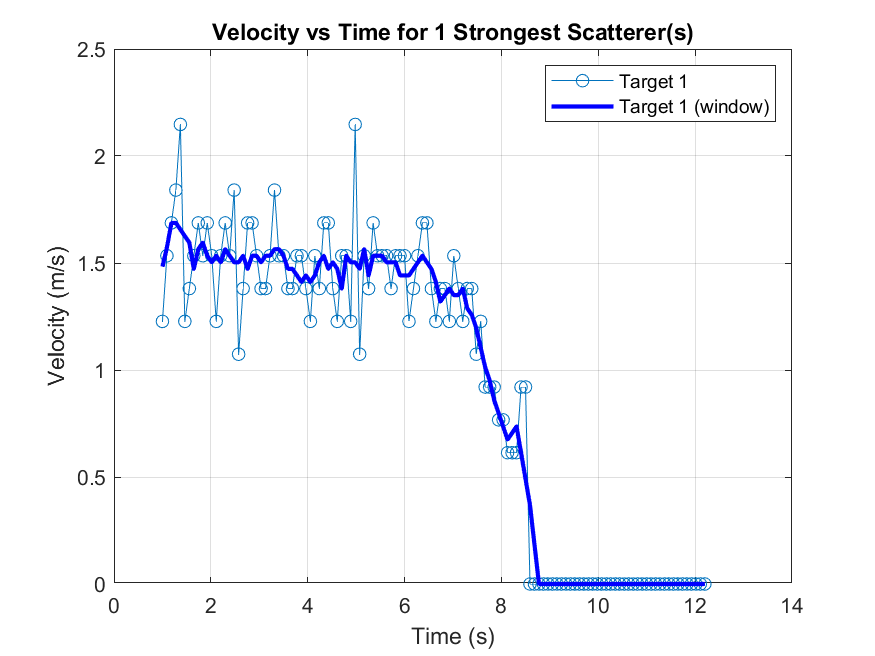 Velocity vs Time for 1 Strongest Scatterer(s)
2.5
Target 1
Target 1 (window)
2
1.5
Velocity (m/s)
1
0.5
0
0 2 4 6 8 10 12 14
Time (s)